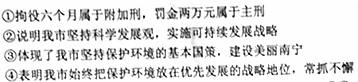 ①拘役六个月属于附加刑，罚金两万元属于主刑
②说明我市坚持科学发展观，实施可持续发展战略
③体现了我市坚持保护环境的基本国策，建设美丽南宁
④表明我市始终把保护环境放在优先发展的战略地位，常抓不懈